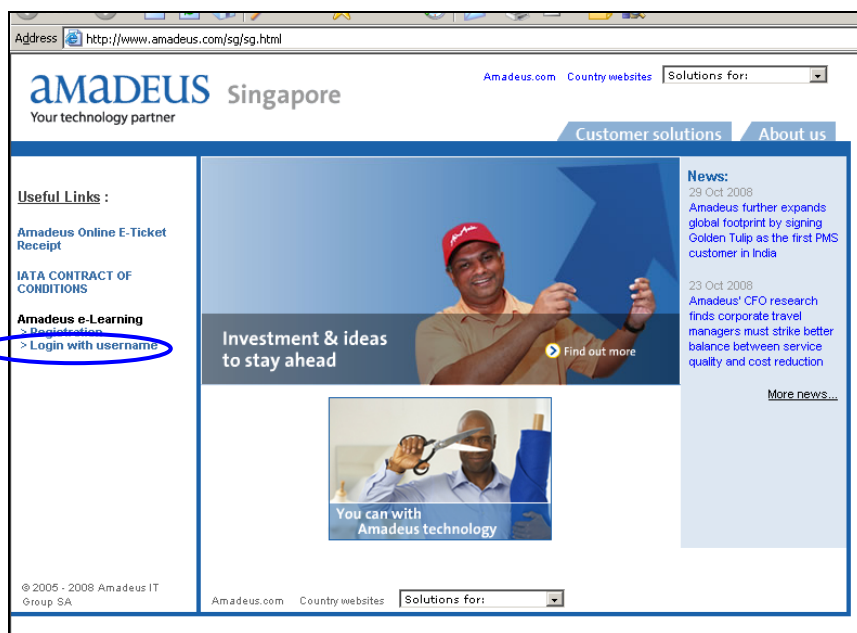 Address http://www.amadeus.com/sg/sg.html
aMaDEUS Singapore
Your technology partner
Amadeus.com Country websites Solutions for:
Customer solutions About us
Useful Links :
Amadeus Online E-Ticket
Receipt
IATA CONTRACT OF
CONDITIONS
Amadeus e-Learning
> Registration
> Login with username
Investment & ideas
to stay ahead
Find out more
You can with
Amadeus technology
News:
29 Oct 2008
Amadeus further expands
global footprint by signing
Golden Tulip as the first PMS
customer in India
23 Oct 2008
Amadeus' CFO research
finds corporate travel
managers must strike better
balance between service
quality and cost reduction
More news...
© 2005 - 2008 Amadeus IT
Group SA
Amadeus.com Country websites Solutions for: